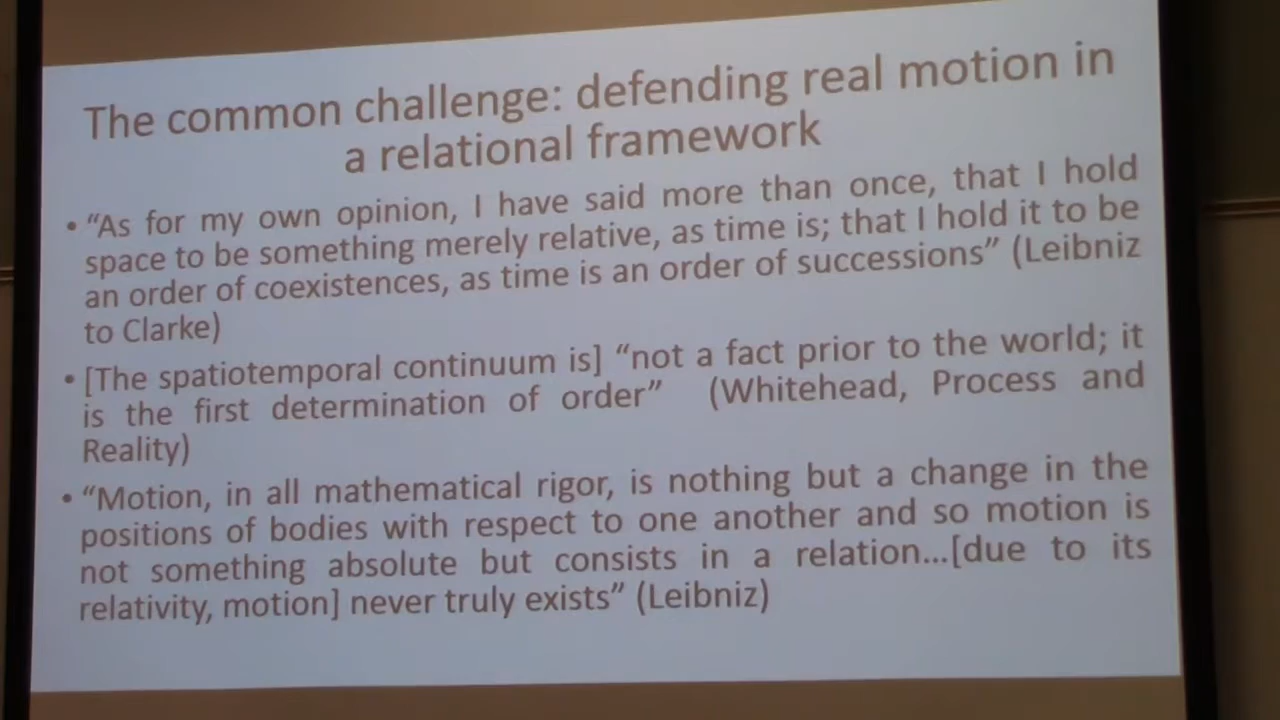 The common challenge: defending real motion in
a relational framework
• “As for my own opinion, I have said more than once, that I hold
space to be something merely relative, as time is; that I hold it to be
an order of coexistences, as time is an order of successions” (Leibniz
to Clarke)
• [The spatiotemporal continuum is] “not a fact prior to the world; it
is the first determination of order” (Whitehead, Process and
Reality)
• “Motion, in all mathematical rigor, is nothing but a change in the
positions of bodies with respect to one another and so motion is
not something absolute but consists in a relation...[due to its
relativity, motion] never truly exists” (Leibniz)